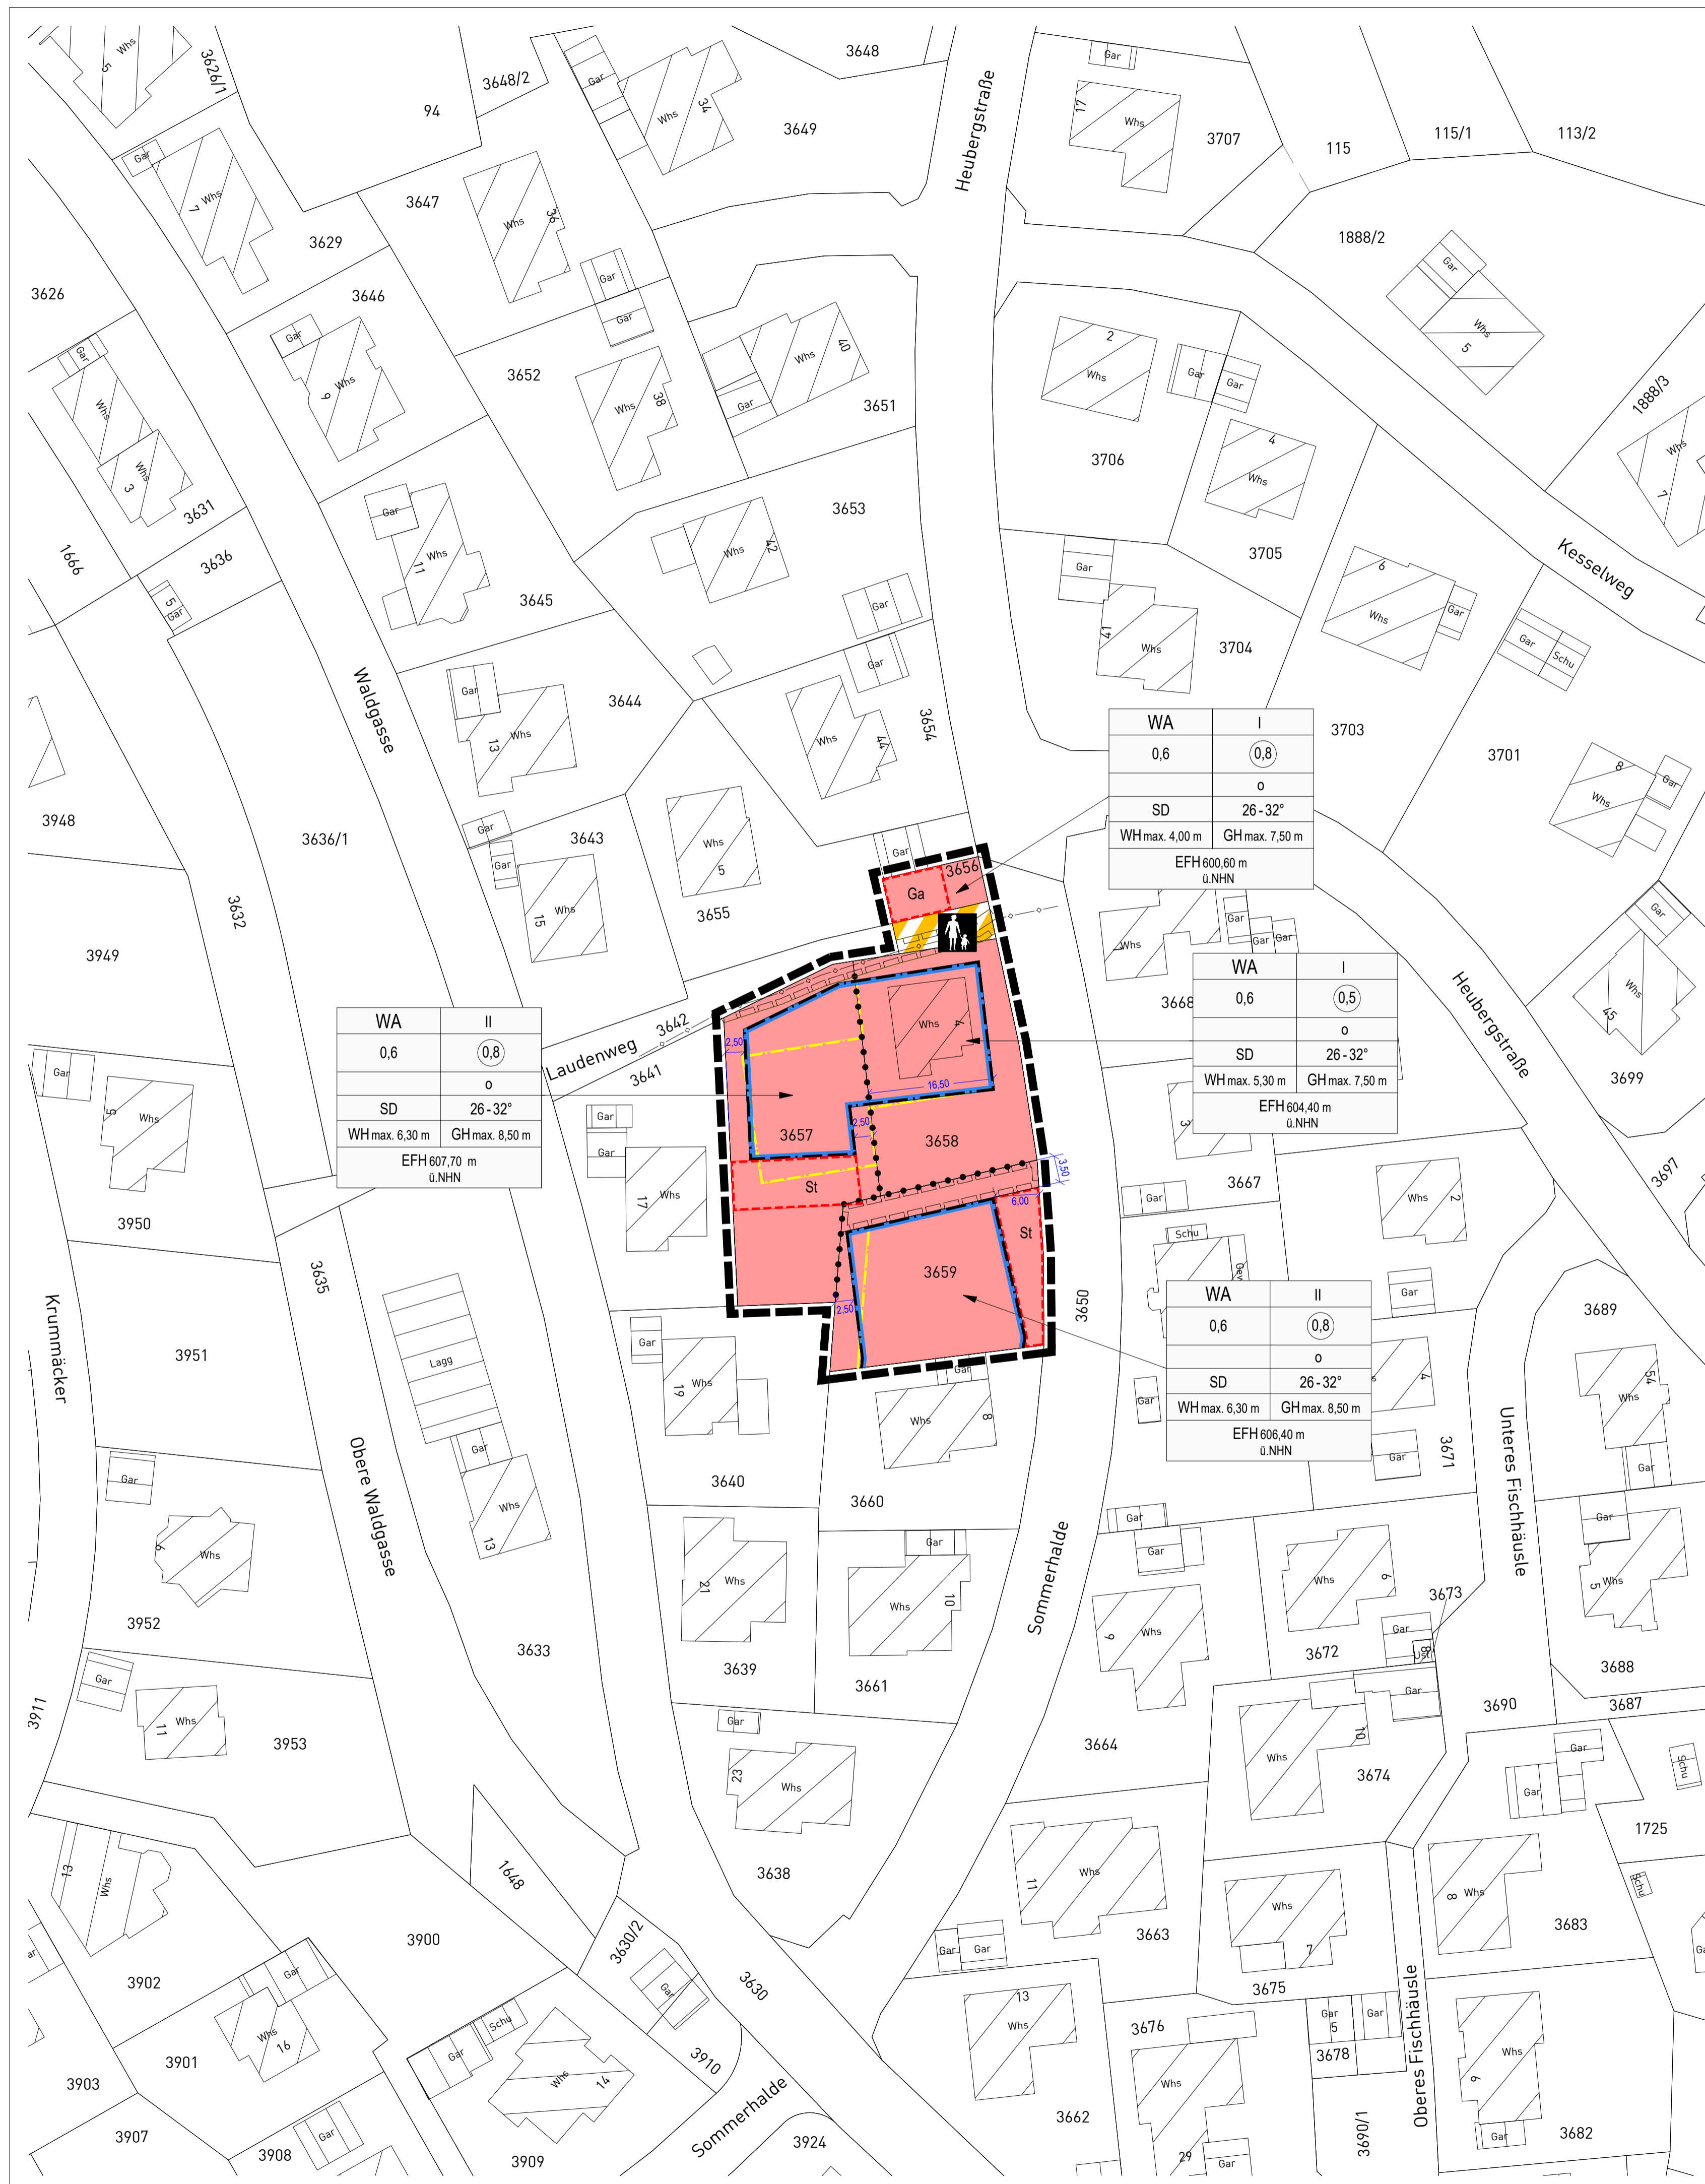 3648
3648/2
3626/1
94
Gar
Whs
34
3649
Heubergstraße
Gar
17
Whs
3707
115
115/1
113/2
5
Whs
Gar
7
Whs
3629
3647
Whs
36
Gar
Gar
1888/2
Gar
Whs
5
3626
3646
Gar
Whs
9
3652
Whs
38
Whs
40
Gar
3651
2
Whs
Gar
Gar
3706
4
Whs
1888/3
Whs
7
Gar
Whs
Whs
3
3631
3636
1666
5
Gar
Gar
Whs
11
3645
3653
Whs
42
Gar
Gar
3705
Gar
41
Whs
3704
6
Whs
Gar
Kesselweg
Gar
Schu
Waldgasse
Gar
Whs
13
3644
Whs
44
3654
3703
3701
8
Whs
Gar
WA I
0,6 0,8
o
SD 26-32°
WH max. 4,00 m GH max. 7,50 m
EFH 600,60 m
ü.NHN
3948
3636/1
Gar
Gar
3643
Whs
15
Whs
5
3655
Gar
3656
Ga
3632
3949
Whs
1
Gar
Gar
Gar
3668
Heubergstraße
Gar
Whs
45
3699
WA I
0,6 0,5
o
SD 26-32°
WH max. 5,30 m GH max. 7,50 m
EFH 604,40 m
ü.NHN
WA II
0,6 0,8
o
SD 26-32°
WH max. 6,30 m GH max. 8,50 m
EFH 607,70 m
ü.NHN
3642
Laudenweg
3641
2,50
Whs
4
16,50
2,50
3657
3658
3,50
6,00
St
St
3659
2,50
3650
Gar
5
Whs
3950
Gar
Gar
17
Whs
3
3667
Gar
Schu
Whs
2
Gar
3697
3689
3635
Krummäcker
3951
Lagg
Gar
Whs
13
Obere Waldgasse
Gar
Whs
19
3640
Gar
Whs
8
3660
WA II
0,6 0,8
o
SD 26-32°
WH max. 6,30 m GH max. 8,50 m
EFH 606,40 m
ü.NHN
Gar
4
Gar
3671
Unteres Fischhäusle
54
Whs
Gar
Gar
9
Whs
3952
3633
21
Whs
3639
Gar
Whs
10
3661
Sommerhalde
Gar
Gar
9
Whs
Whs
6
3673
3672
Gar
Ust
8
Gar
Gar
5
Whs
3688
3690
3687
3911
Gar
11
Whs
3953
Gar
23
Whs
3638
3664
Whs
10
3674
Gar
Gar
Schu
1725
13
Whs
1648
3900
3630/2
Gar
3630
11
Whs
3663
Gar
Gar
Whs
7
3675
8
Whs
3683
Schu
3902
Gar
Whs
16
3901
3903
3907
Gar
3908
Gar
Schu
Whs
14
3909
3910
Sommerhalde
3924
13
Whs
3662
3676
Whs
29
Gar
Gar
5
Gar
3678
3690/1
Oberes Fischhäusle
9
Gar
3682